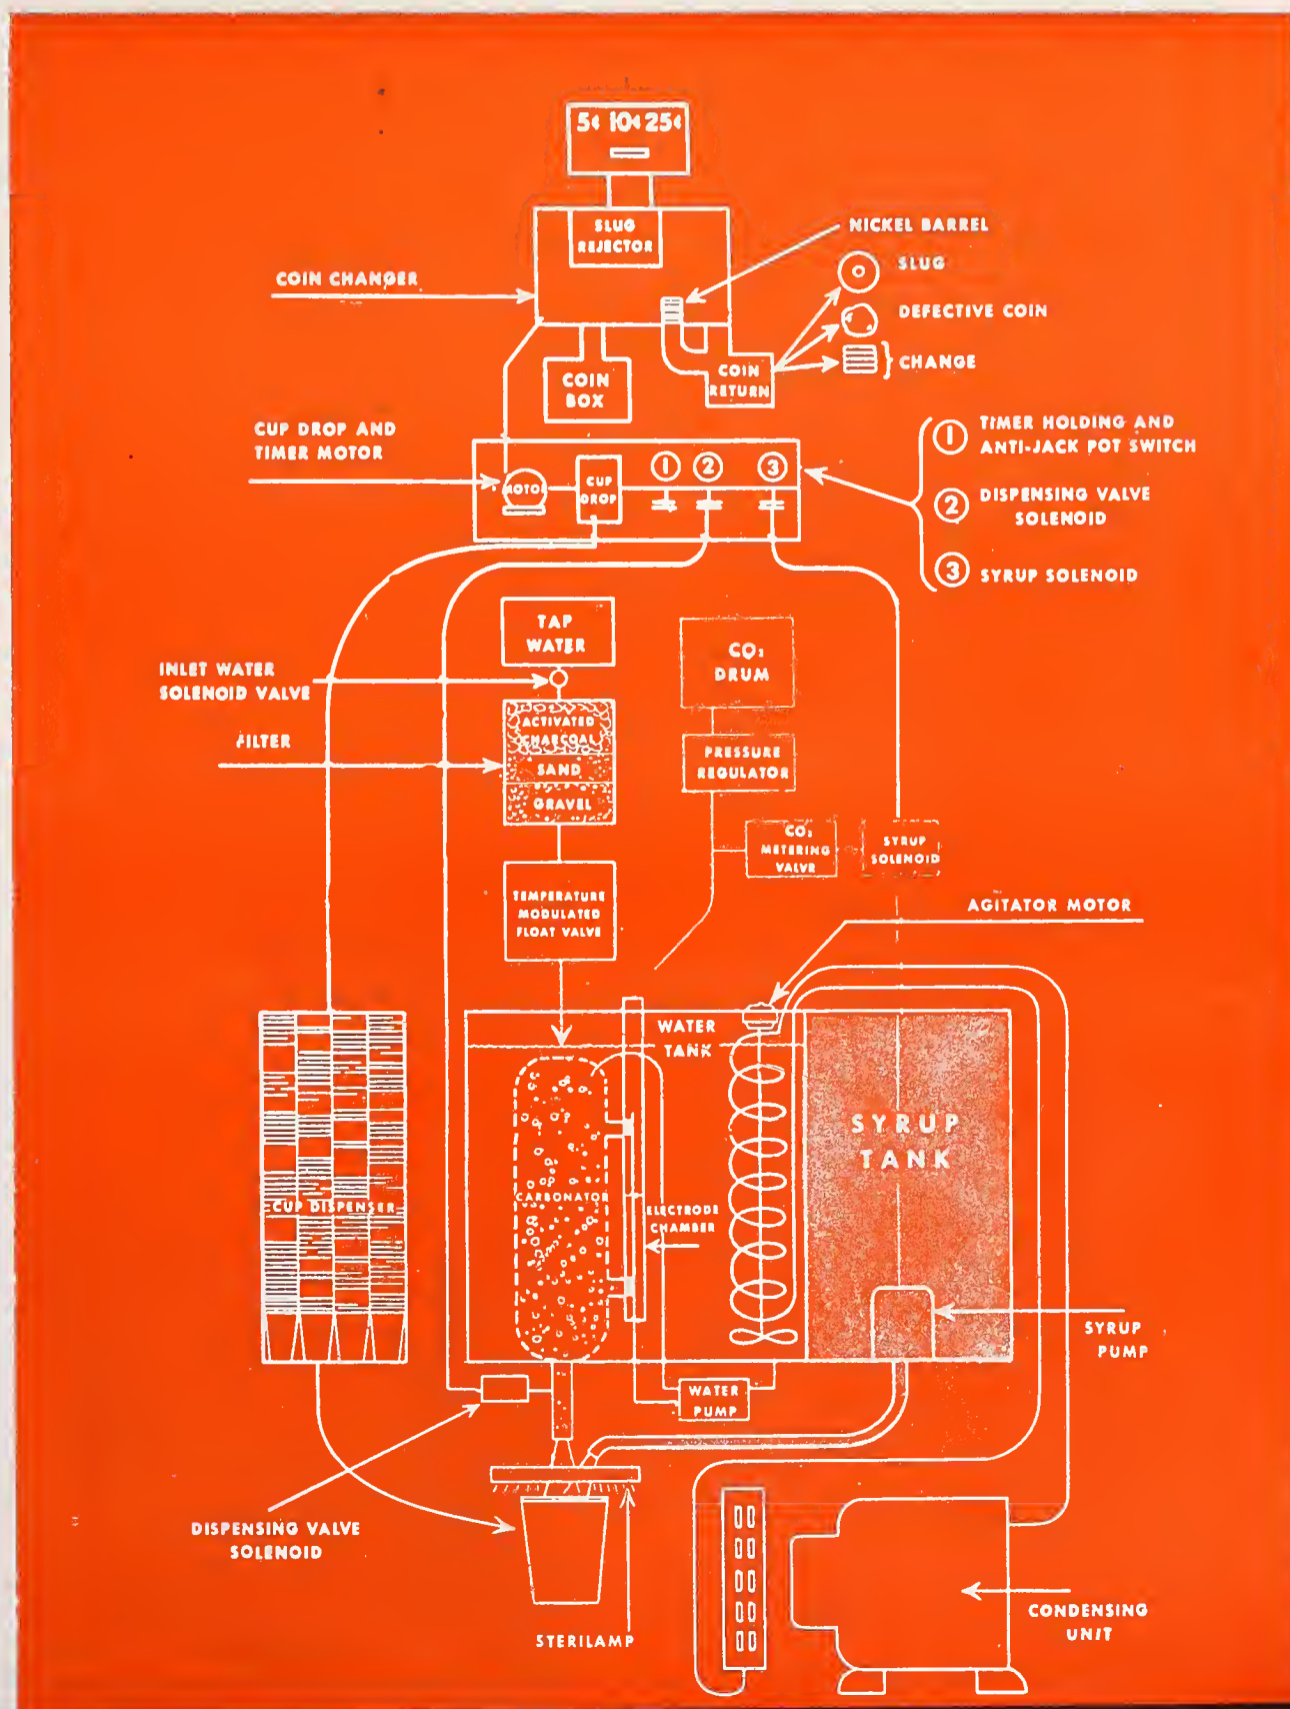 5¢ 10¢ 25¢
SLUG
REJECTOR
NICKEL BARREL
SLUG
COIN CHANGER
DEFECTIVE COIN
CHANGE
COIN
RETURN
COIN
BOX
CUP DROP AND
TIMER MOTOR
MOTOR
CUP
DROP
1
2
3
1
TIMER HOLDING AND
ANTI-JACK POT SWITCH
2
DISPENSING VALVE
SOLENOID
3
SYRUP SOLENOID
TAP
WATER
CO₂
DRUM
INLET WATER
SOLENOID VALVE
FILTER
ACTIVATED
CHARCOAL
SAND
GRAVEL
PRESSURE
REGULATOR
CO₂
METERING
VALVE
SYRUP
SOLENOID
TEMPERATURE
MODULATED
FLOAT VALVE
AGITATOR MOTOR
WATER
TANK
SYRUP
TANK
CUP DISPENSER
CARBONATOR
ELECTRODE
CHAMBER
SYRUP
PUMP
WATER
PUMP
DISPENSING VALVE
SOLENOID
STERILAMP
CONDENSING
UNIT